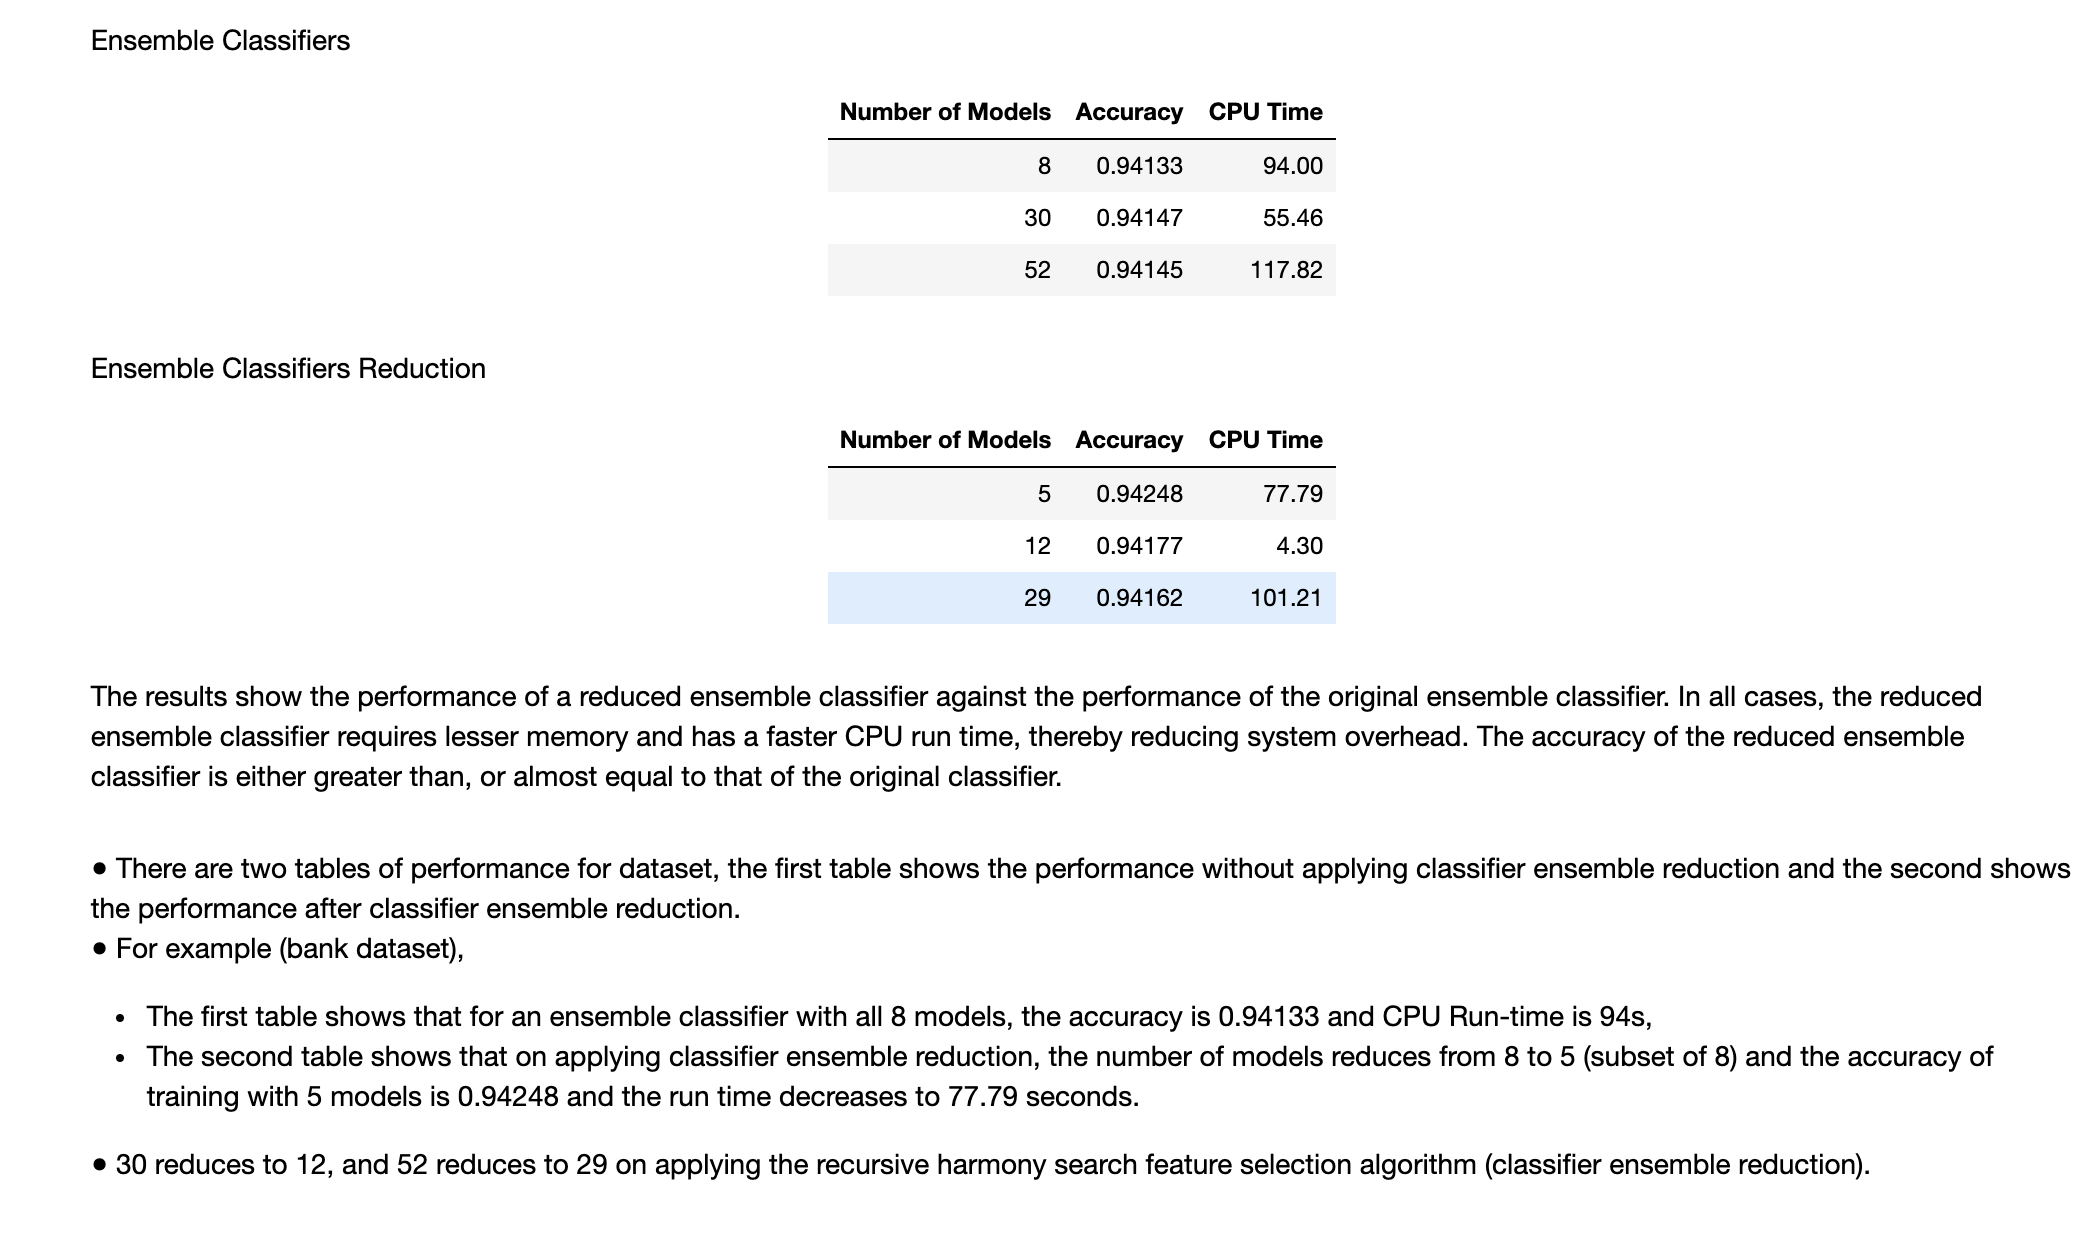 Ensemble Classifiers
Number of Models Accuracy CPU Time
8 0.94133 94.00
30 0.94147 55.46
52 0.94145 117.82
Ensemble Classifiers Reduction
Number of Models Accuracy CPU Time
5 0.94248 77.79
12 0.94177 4.30
29 0.94162 101.21
The results show the performance of a reduced ensemble classifier against the performance of the original ensemble classifier. In all cases, the reduced
ensemble classifier requires lesser memory and has a faster CPU run time, thereby reducing system overhead. The accuracy of the reduced ensemble
classifier is either greater than, or almost equal to that of the original classifier.
● There are two tables of performance for dataset, the first table shows the performance without applying classifier ensemble reduction and the second shows
the performance after classifier ensemble reduction.
● For example (bank dataset),
• The first table shows that for an ensemble classifier with all 8 models, the accuracy is 0.94133 and CPU Run-time is 94s,
• The second table shows that on applying classifier ensemble reduction, the number of models reduces from 8 to 5 (subset of 8) and the accuracy of
training with 5 models is 0.94248 and the run time decreases to 77.79 seconds.
● 30 reduces to 12, and 52 reduces to 29 on applying the recursive harmony search feature selection algorithm (classifier ensemble reduction).